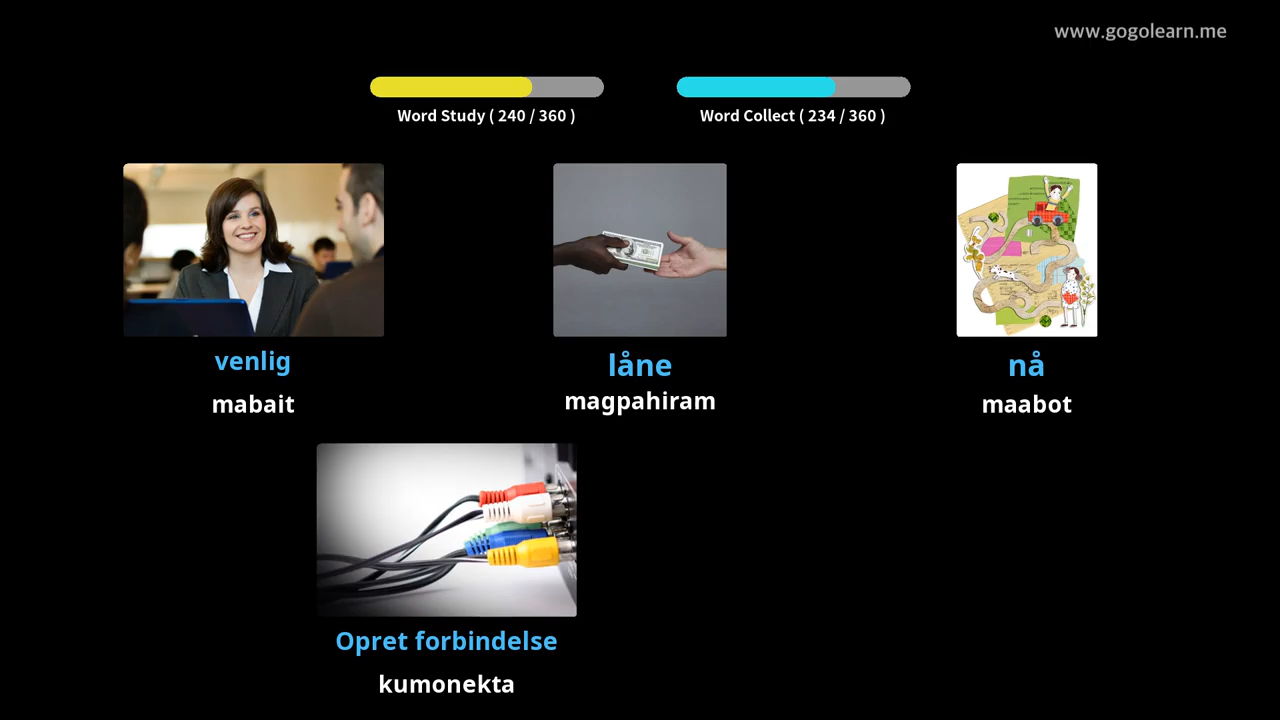 www.gogolearn.me
Word Study ( 240 / 360 )
Word Collect ( 234 / 360 )
venlig
låne
nå
mabait
magpahiram
maabot
Opret forbindelse
kumonekta